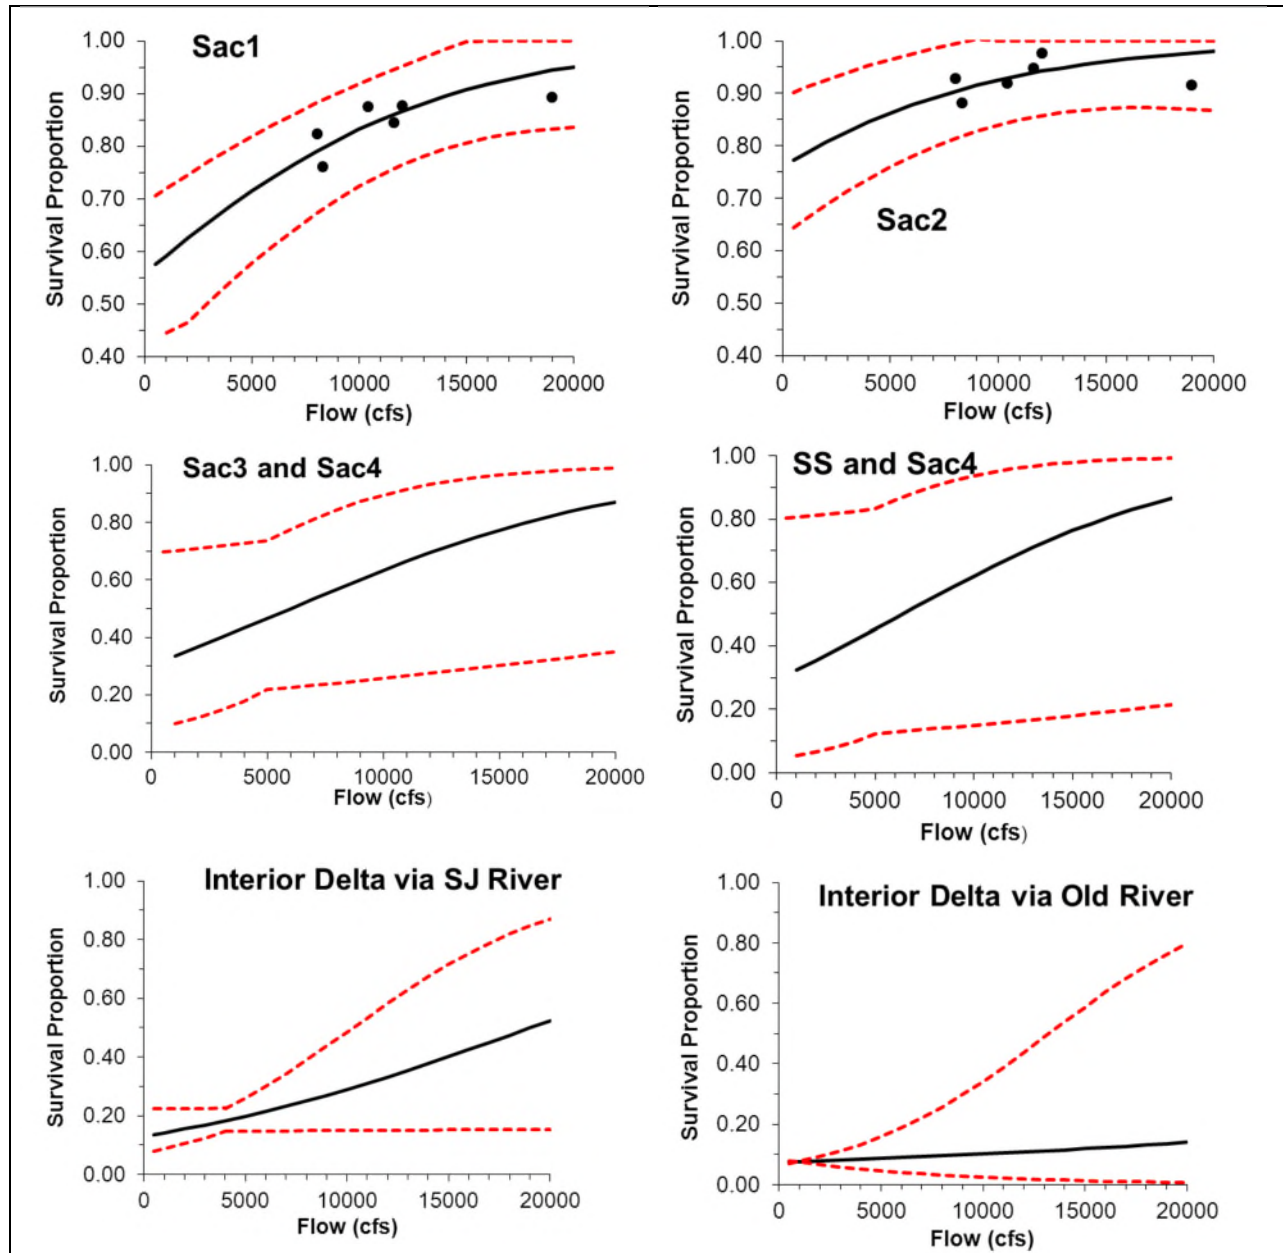 Sac1
Survival Proportion
1.00
0.90
0.80
0.70
0.60
0.50
0.40
0 5000 10000 15000 20000
Flow (cfs)
Sac2
Survival Proportion
1.00
0.90
0.80
0.70
0.60
0.50
0.40
0 5000 10000 15000 20000
Flow (cfs)
Sac3 and Sac4
Survival Proportion
1.00
0.80
0.60
0.40
0.20
0.00
0 5000 10000 15000 20000
Flow (cfs)
SS and Sac4
Survival Proportion
1.00
0.80
0.60
0.40
0.20
0.00
0 5000 10000 15000 20000
Flow (cfs)
Interior Delta via SJ River
Survival Proportion
1.00
0.80
0.60
0.40
0.20
0.00
0 5000 10000 15000 20000
Flow (cfs)
Interior Delta via Old River
Survival Proportion
1.00
0.80
0.60
0.40
0.20
0.00
0 5000 10000 15000 20000
Flow (cfs)